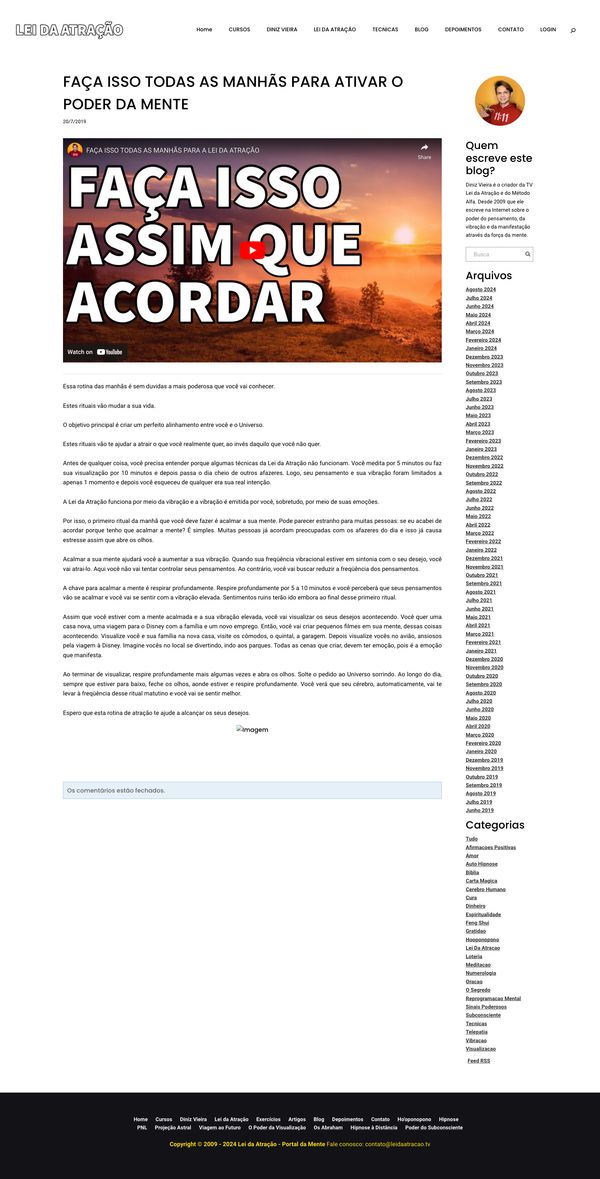 LEI DA ATRAÇÃO
Home CURSOS DINIZ VIEIRA LEI DA ATRAÇÃO TECNICAS BLOG DEPOIMENTOS CONTATO LOGIN
FAÇA ISSO TODAS AS MANHÃS PARA ATIVAR O
PODER DA MENTE
20/7/2019
FAÇA ISSO TODAS AS MANHÃS PARA A LEI DA ATRAÇÃO
Share
FAÇA ISSO
ASSIM QUE
ACORDAR
Watch on YouTube
Essa rotina das manhãs é sem duvidas a mais poderosa que você vai conhecer.
Estes rituais vão mudar a sua vida.
O objetivo principal é criar um perfeito alinhamento entre você e o Universo.
Estes rituais vão te ajudar a atrair o que você realmente quer, ao invés daquilo que você não quer.
Antes de qualquer coisa, você precisa entender porque algumas técnicas da Lei da Atração não funcionam. Você medita por 5 minutos ou faz
sua visualização por 10 minutos e depois passa o dia cheio de outros afazeres. Logo, seu pensamento e sua vibração foram limitados a
apenas 1 momento e depois você esqueceu de qualquer era sua real intenção.
A Lei da Atração funciona por meio da vibração e a vibração é emitida por você, sobretudo, por meio de suas emoções.
Por isso, o primeiro ritual da manhã que você deve fazer é acalmar a sua mente. Pode parecer estranho para muitas pessoas: se eu acabei de
acordar porque tenho que acalmar a mente? É simples. Muitas pessoas já acordam preocupadas com os afazeres do dia e isso já causa
estresse assim que abre os olhos.
Acalmar a sua mente ajudará você a aumentar a sua vibração. Quando sua freqüência vibracional estiver em sintonia com o seu desejo, você
vai atrai-lo. Aqui você não vai tentar controlar seus pensamentos. Ao contrário, você vai buscar reduzir a freqüência dos pensamentos.
A chave para acalmar a mente é respirar profundamente. Respire profundamente por 5 a 10 minutos e você perceberá que seus pensamentos
vão se acalmar e você vai se sentir com a vibração elevada. Sentimentos ruins terão ido embora ao final desse primeiro ritual.
Assim que você estiver com a mente acalmada e a sua vibração elevada, você vai visualizar os seus desejos acontecendo. Você quer uma
casa nova, uma viagem para o Disney com a família e um novo emprego. Então, você vai criar pequenos filmes em sua mente, dessas coisas
acontecendo. Visualize você e sua família na nova casa, visite os cômodos, o quintal, a garagem. Depois visualize vocês no avião, ansiosos
pela viagem à Disney. Imagine vocês no local se divertindo, indo aos parques. Todas as cenas que criar, devem ter emoção, pois é a emoção
que manifesta.
Ao terminar de visualizar, respire profundamente mais algumas vezes e abra os olhos. Solte o pedido ao Universo sorrindo. Ao longo do dia,
sempre que estiver para baixo, feche os olhos, aonde estiver e respire profundamente. Você verá que seu cérebro, automaticamente, vai te
levar à freqüência desse ritual matutino e você vai se sentir melhor.
Espero que esta rotina de atração te ajude a alcançar os seus desejos.
Imagem
Os comentários estão fechados.
11:11
Quem
escreve este
blog?
Diniz Vieira é o criador da TV
Lei da Atração e do Método
Alfa. Desde 2009 que ele
escreve na Internet sobre o
poder do pensamento, da
vibração e da manifestação
através da força da mente.
Busca
Arquivos
Agosto 2024
Julho 2024
Junho 2024
Maio 2024
Abril 2024
Março 2024
Fevereiro 2024
Janeiro 2024
Dezembro 2023
Novembro 2023
Outubro 2023
Setembro 2023
Agosto 2023
Julho 2023
Junho 2023
Maio 2023
Abril 2023
Março 2023
Fevereiro 2023
Janeiro 2023
Dezembro 2022
Novembro 2022
Outubro 2022
Setembro 2022
Agosto 2022
Julho 2022
Junho 2022
Maio 2022
Abril 2022
Março 2022
Fevereiro 2022
Janeiro 2022
Dezembro 2021
Novembro 2021
Outubro 2021
Setembro 2021
Agosto 2021
Julho 2021
Junho 2021
Maio 2021
Abril 2021
Março 2021
Fevereiro 2021
Janeiro 2021
Dezembro 2020
Novembro 2020
Outubro 2020
Setembro 2020
Agosto 2020
Julho 2020
Junho 2020
Maio 2020
Abril 2020
Março 2020
Fevereiro 2020
Janeiro 2020
Dezembro 2019
Novembro 2019
Outubro 2019
Setembro 2019
Agosto 2019
Julho 2019
Junho 2019
Categorias
Tudo
Afirmacoes Positivas
Amor
Auto Hipnose
Biblia
Carta Magica
Cerebro Humano
Cura
Dinheiro
Espiritualidade
Feng Shui
Gratidao
Hooponopono
Lei Da Atracao
Loteria
Meditacao
Numerologia
Oracao
O Segredo
Reprogramacao Mental
Sinais Poderosos
Subconsciente
Tecnicas
Telepatia
Vibracao
Visualizacao
Feed RSS
Home Cursos Diniz Vieira Lei da Atração Exercícios Artigos Blog Depoimentos Contato Ho'oponopono Hipnose
PNL Projeção Astral Viagem ao Futuro O Poder da Visualização Os Abraham Hipnose à Distância Poder do Subconsciente
Copyright © 2009 - 2024 Lei da Atração - Portal da Mente Fale conosco: contato@leidaatracao.tv